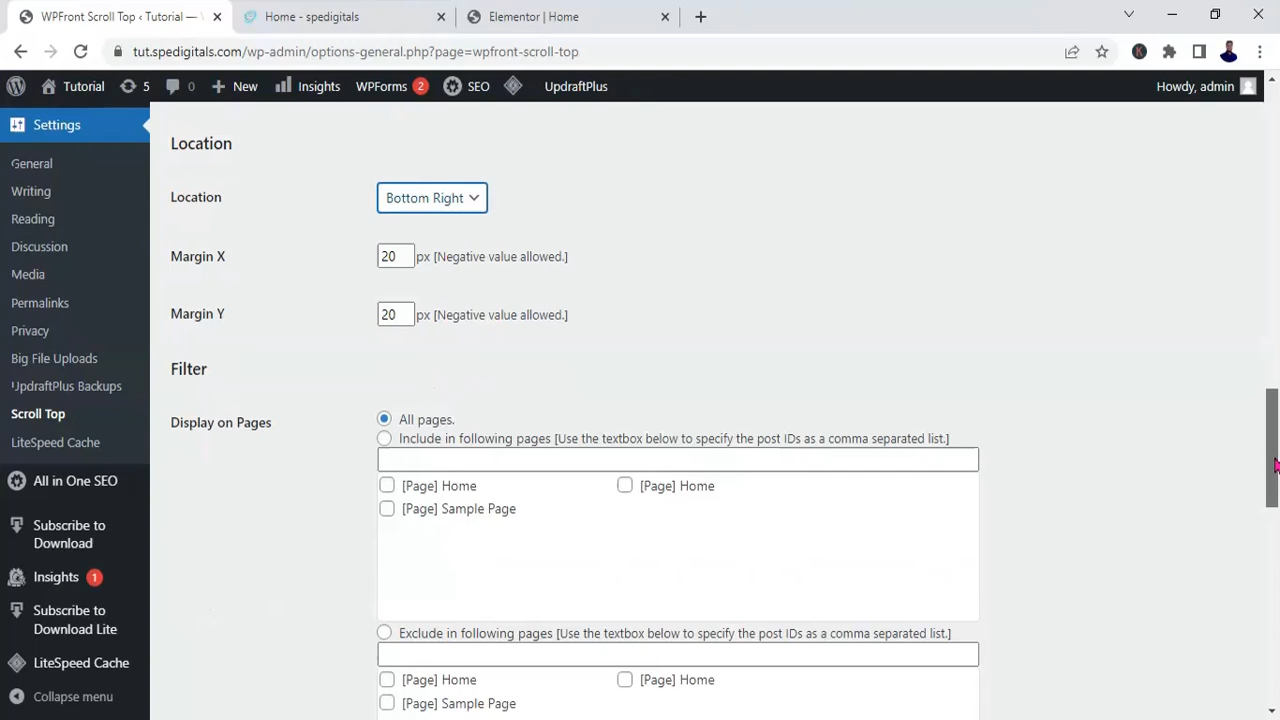 WPFront Scroll Top ‹ Tutorial —
Home - spedigitals
Elementor | Home
tut.spedigitals.com/wp-admin/options-general.php?page=wpfront-scroll-top
K
Tutorial 5 0 New Insights WPForms 2 SEO UpdraftPlus Howdy, admin
Settings
General
Writing
Reading
Discussion
Media
Permalinks
Privacy
Big File Uploads
UpdraftPlus Backups
Scroll Top
LiteSpeed Cache
All in One SEO
Subscribe to
Download
Insights 1
Subscribe to
Download Lite
LiteSpeed Cache
Collapse menu
Location
Location Bottom Right
Margin X 20 px [Negative value allowed.]
Margin Y 20 px [Negative value allowed.]
Filter
Display on Pages All pages.
Include in following pages [Use the textbox below to specify the post IDs as a comma separated list.]
[Page] Home [Page] Home
[Page] Sample Page
Exclude in following pages [Use the textbox below to specify the post IDs as a comma separated list.]
[Page] Home [Page] Home
[Page] Sample Page